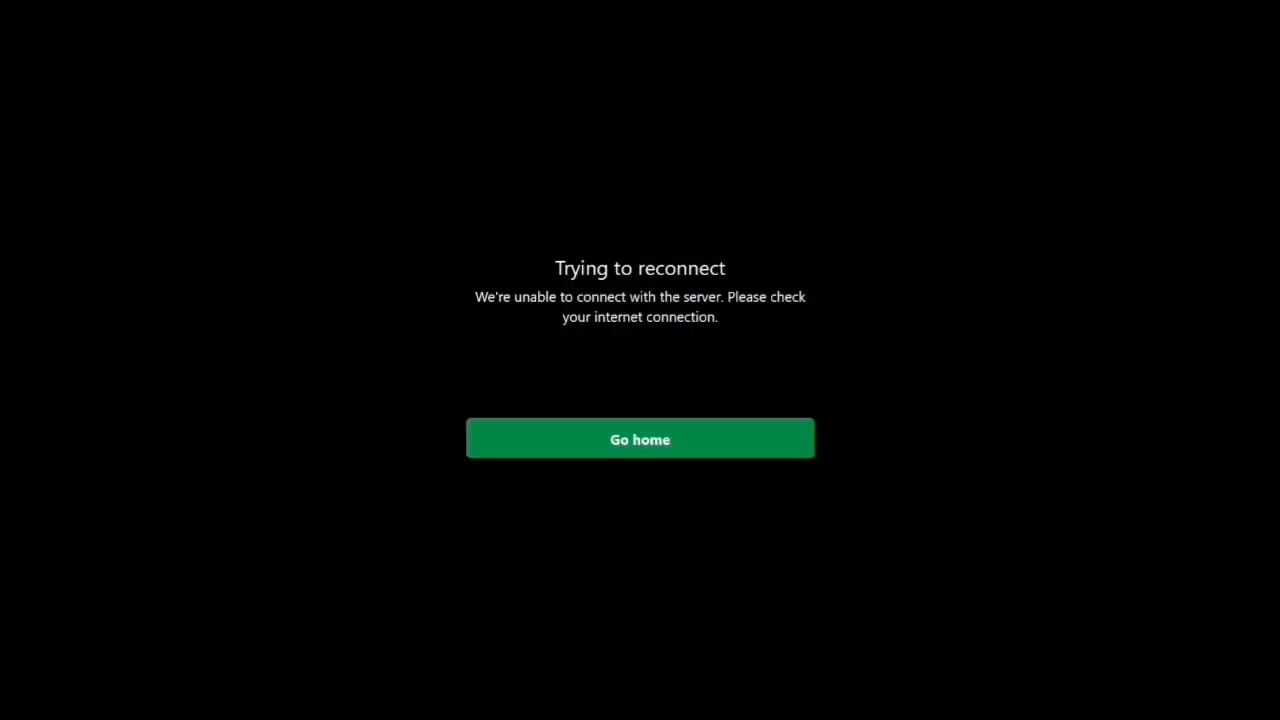 Trying to reconnect
We're unable to connect with the server. Please check
your internet connection.
Go home